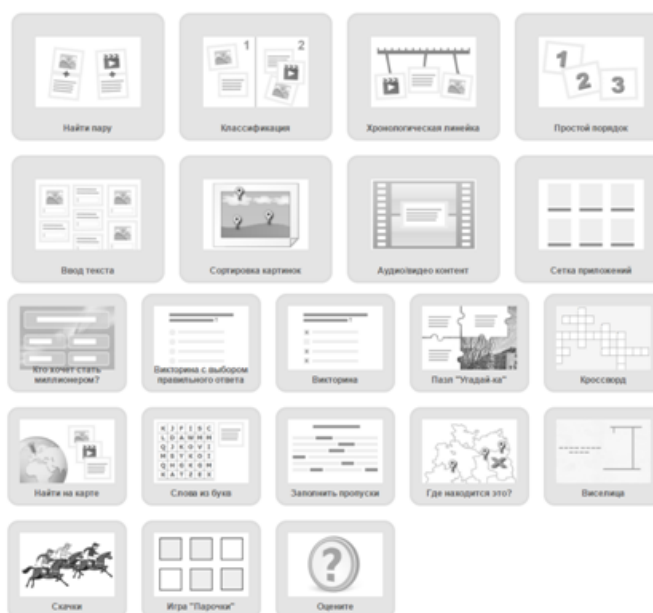 Найти пару
1
2
Классификация
Хронологическая линейка
1
2
3
Простой порядок
Ввод текста
Сортировка картинок
Аудио/видео контент
Сетка приложений
Кто хочет стать
миллионером?
Викторина с выбором
правильного ответа
Викторина
Пазл "Угадай-ка"
Кроссворд
Найти на карте
Слова из букв
Заполнить пропуски
Где находится это?
Виселица
Скачки
Игра "Парочки"
?
Оцените